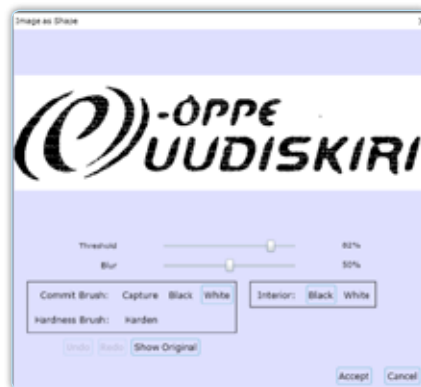 Image as Shape
-ÕPPE
UUDISKIRI
Threshold 82%
Blur 50%
Commit Brush: Capture Black White
Interior: Black White
Hardness Brush: Harden
Undo Redo Show Original
Accept Cancel